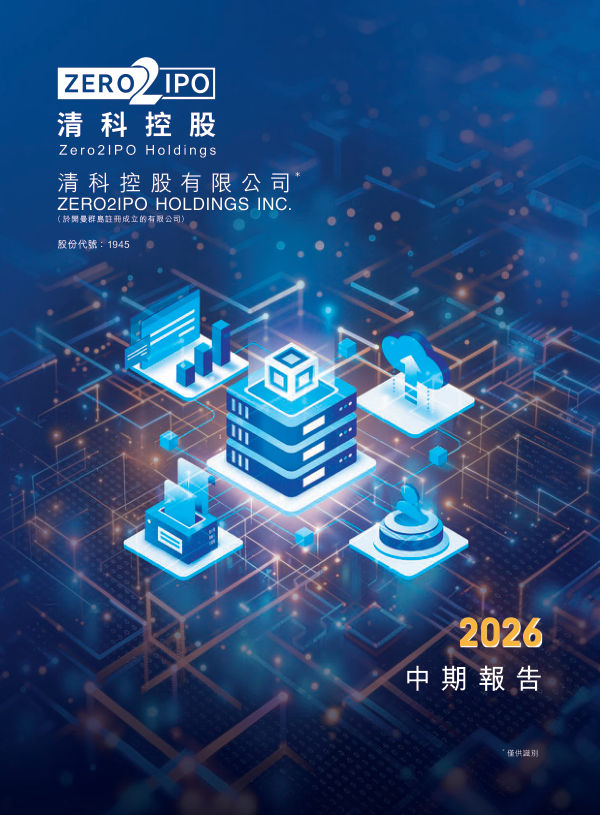 ZERO2IPO
清科控股
Zero2IPO Holdings
清科控股有限公司*
ZERO2IPO HOLDINGS INC.
(於開曼群島註冊成立的有限公司)
股份代號：1945
2026
中期報告
* 僅供識別